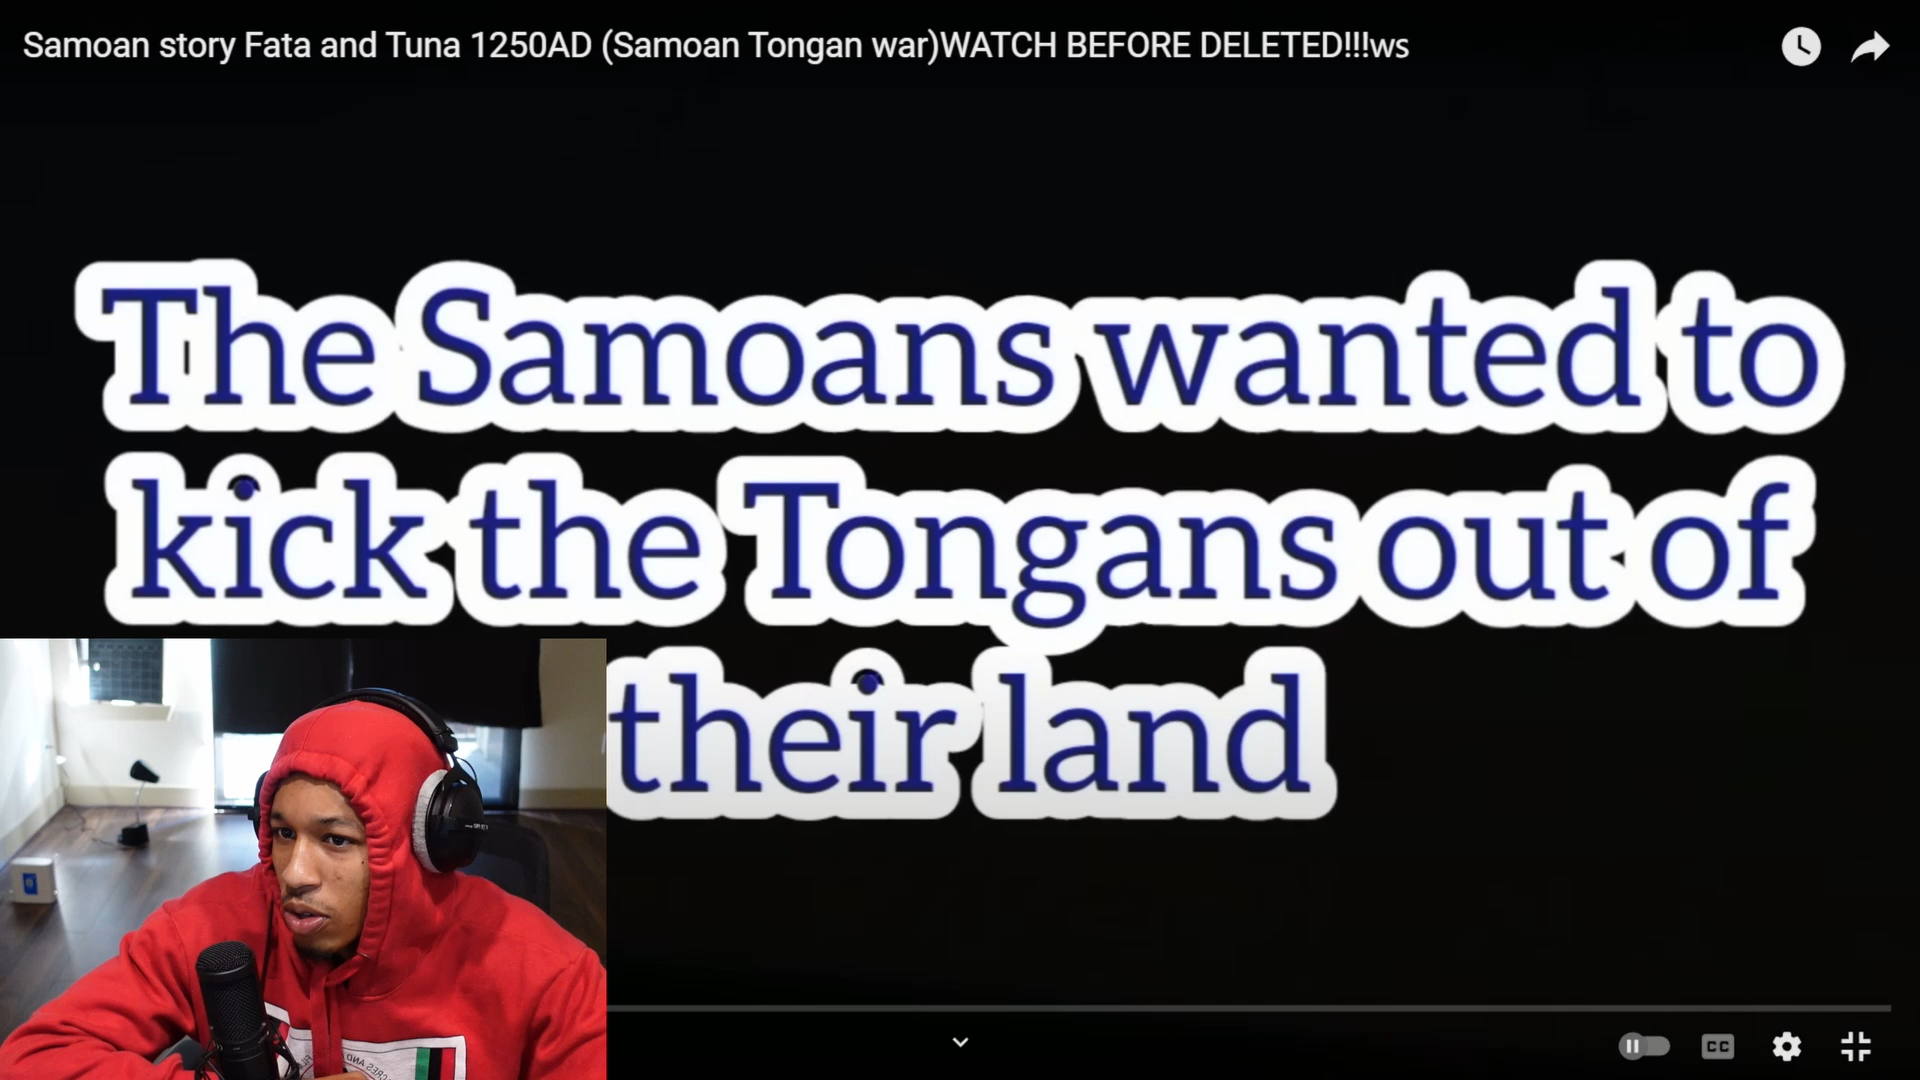 Samoan story Fata and Tuna 1250AD (Samoan Tongan war)WATCH BEFORE DELETED!!!ws
The Samoans wanted to
kick the Tongans out of
their land
CC